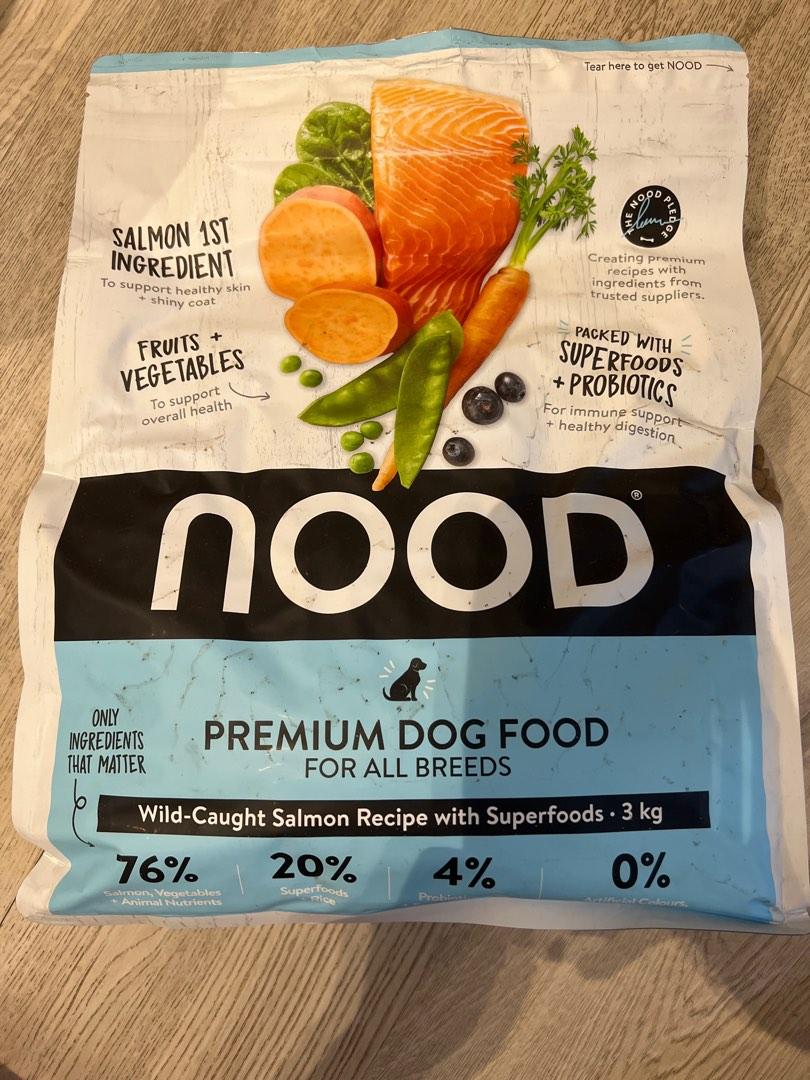 Tear here to get NOOD
SALMON 1ST
INGREDIENT
To support healthy skin
+ shiny coat
THE NOOD PLEDGE
Creating premium
recipes with
ingredients from
trusted suppliers.
FRUITS +
VEGETABLES
To support
overall health
PACKED WITH
SUPERFOODS
+ PROBIOTICS
For immune support
+ healthy digestion
NOOD®
ONLY
INGREDIENTS
THAT MATTER
PREMIUM DOG FOOD
FOR ALL BREEDS
Wild-Caught Salmon Recipe with Superfoods · 3 kg
76%
Salmon, Vegetables
+ Animal Nutrients
20%
Superfoods
Rice
4%
0%
Artificial Colours,